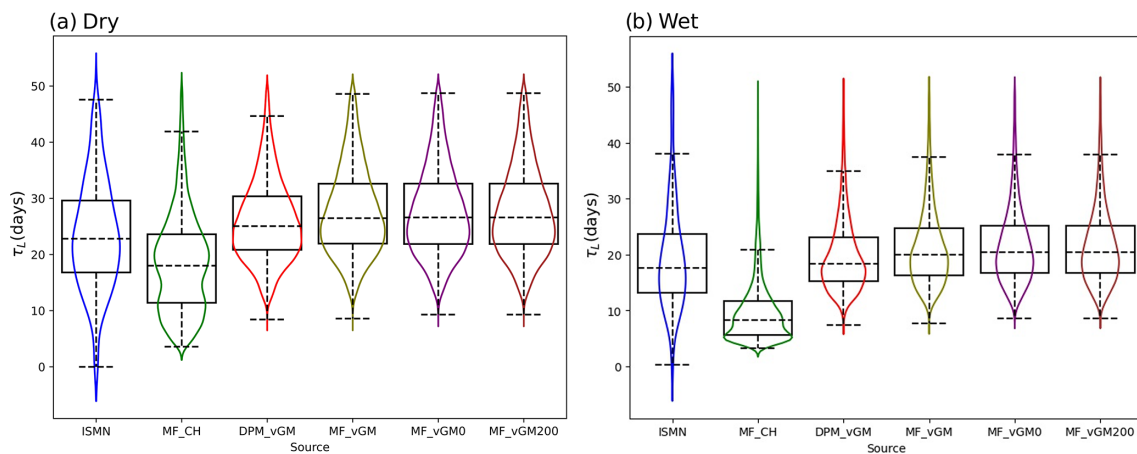 (a) Dry
τL(days)
50
40
30
20
10
0
ISMN MF_CH DPM_vGM MF_vGM MF_vGM0 MF_vGM200
Source
(b) Wet
τL(days)
50
40
30
20
10
0
ISMN MF_CH DPM_vGM MF_vGM MF_vGM0 MF_vGM200
Source